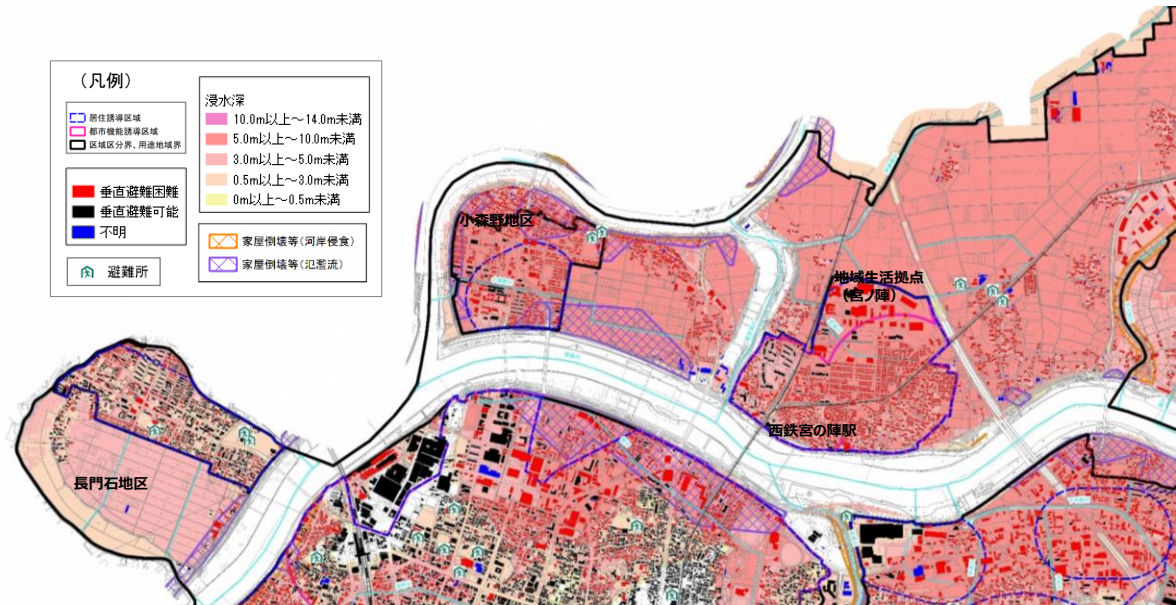 (凡例)
居住誘導区域
都市機能誘導区域
区域区分界、用途地域界
垂直避難困難
垂直避難可能
不明
避難所
浸水深
10.0m以上～14.0m未満
5.0m以上～10.0m未満
3.0m以上～5.0m未満
0.5m以上～3.0m未満
0m以上～0.5m未満
家屋倒壊等(河岸侵食)
家屋倒壊等(氾濫流)
小森野地区
地域生活拠点
(宮ノ陣)
西鉄宮の陣駅
長門石地区